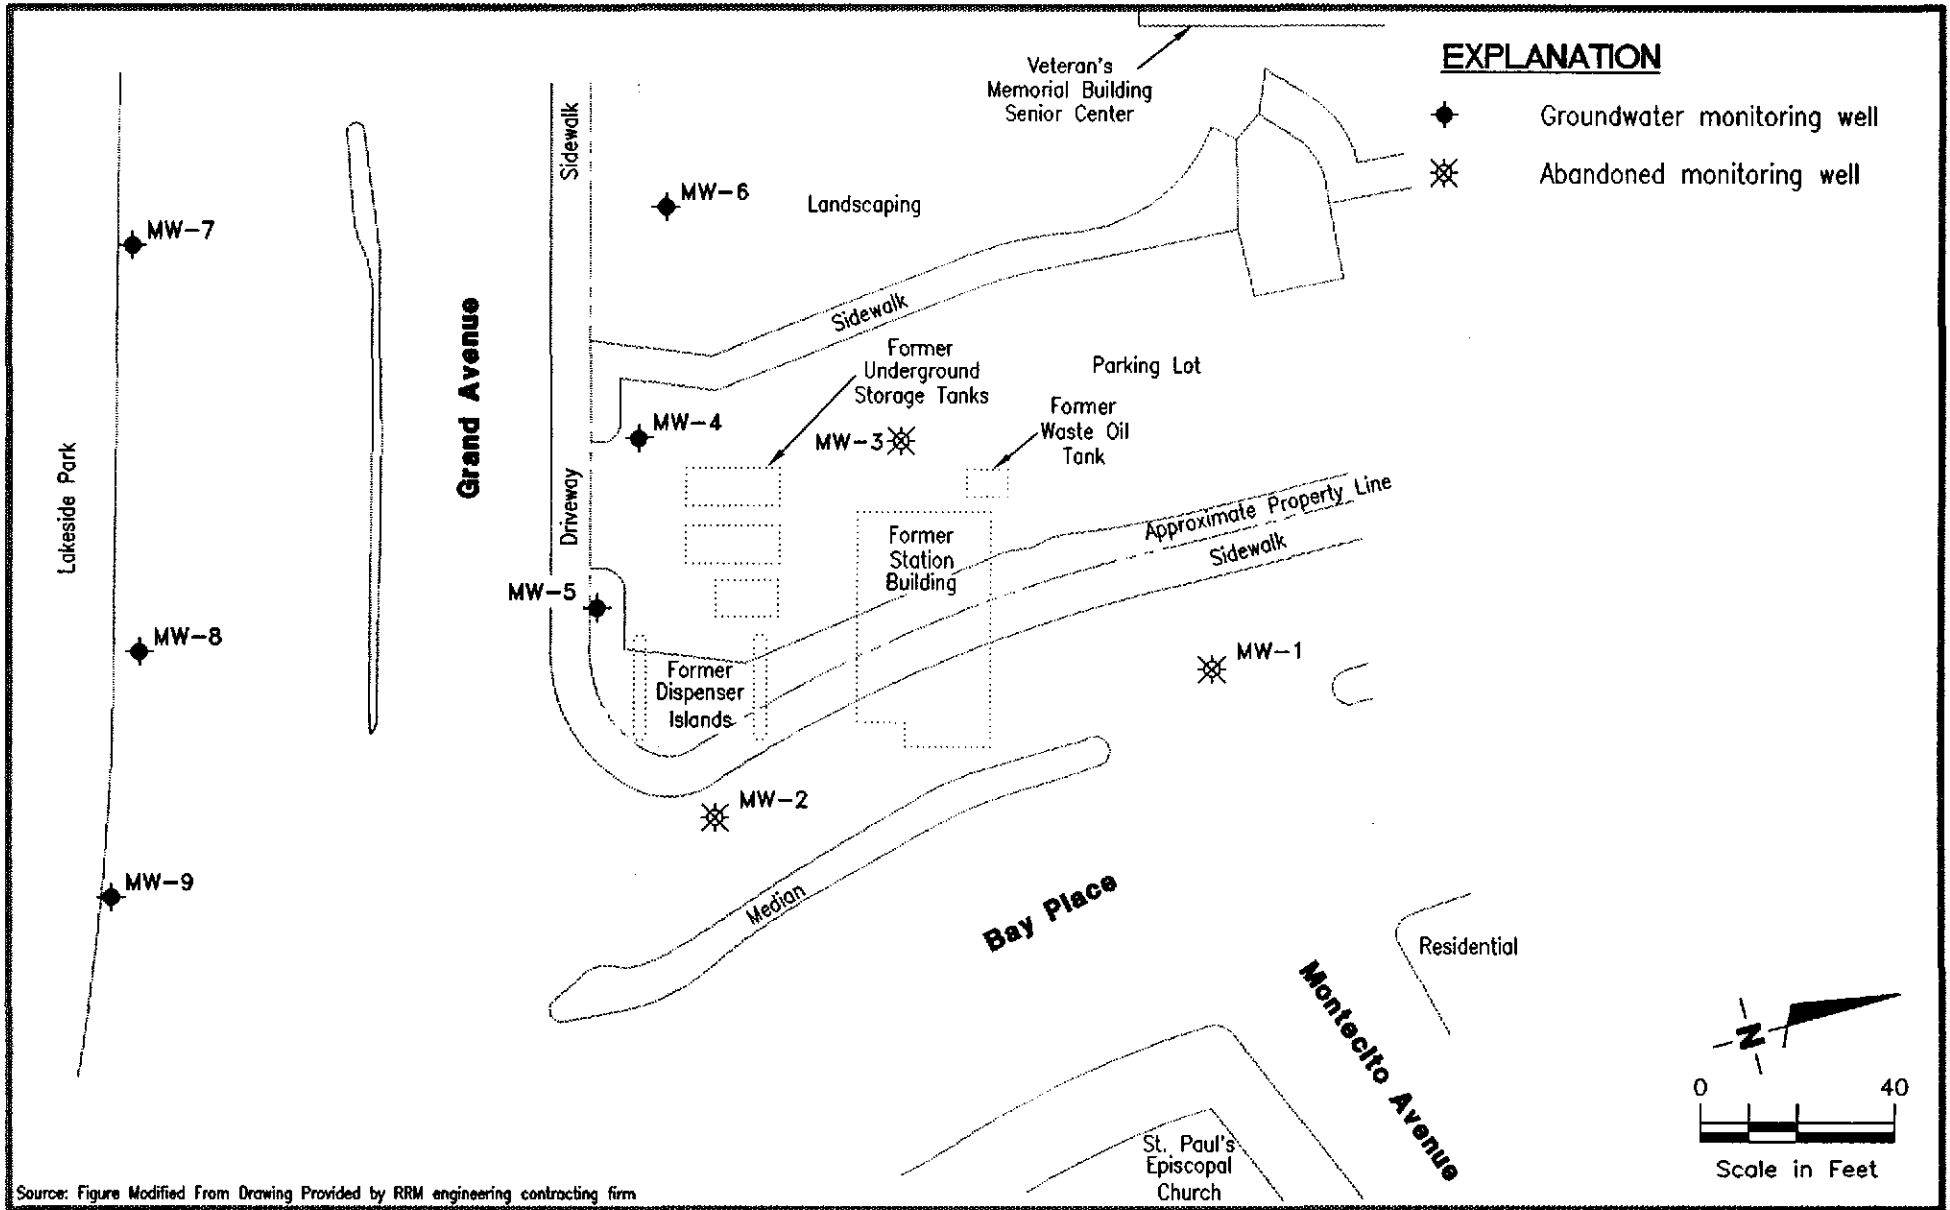 Veteran's
Memorial Building
Senior Center
EXPLANATION
Groundwater monitoring well
Abandoned monitoring well
Sidewalk
MW-6
Landscaping
MW-7
Grand Avenue
Sidewalk
Former
Underground
Storage Tanks
Parking Lot
Former
Waste Oil
Tank
MW-4
MW-3
Lakeside Park
Driveway
Approximate Property Line
Sidewalk
Former
Station
Building
MW-5
MW-8
MW-1
Former
Dispenser
Islands
MW-2
MW-9
Median
Bay Place
Residential
Montecito Avenue
N
0 40
Scale in Feet
St. Paul's
Episcopal
Church
Source: Figure Modified From Drawing Provided by RRM engineering contracting firm